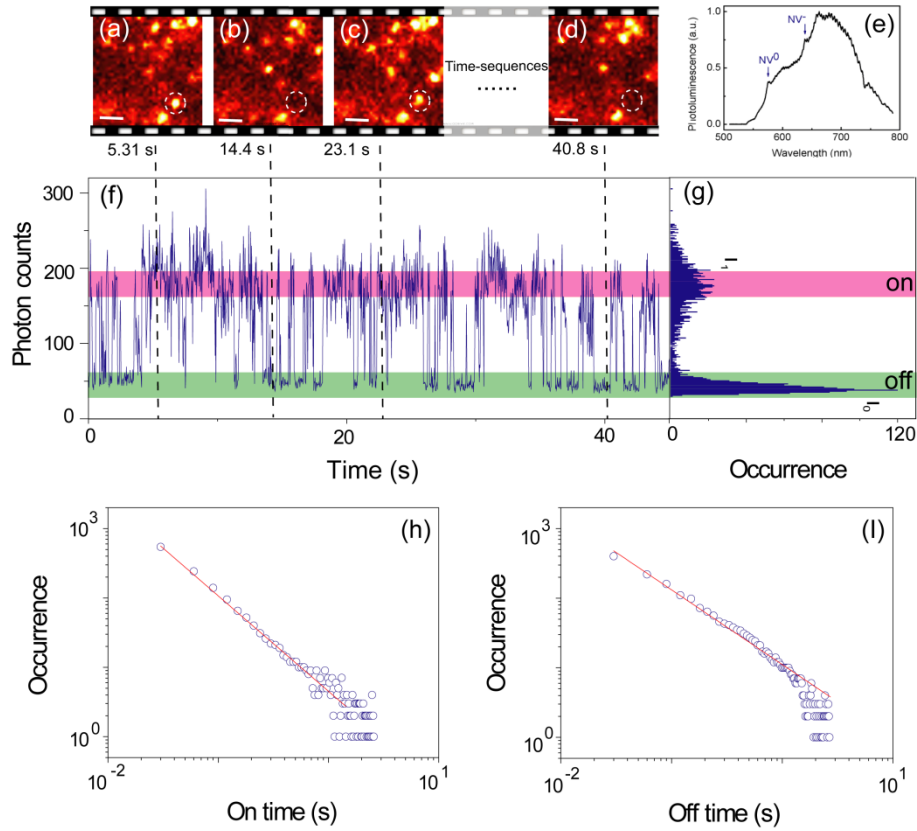 (a) (b) (c) (d)
Time-sequences
......
5.31 s 14.4 s 23.1 s 40.8 s
(e)
NV0 NV-
Photoluminescence (a.u.)
1.0
0.5
0.0
500 600 700 800
Wavelength (nm)
(f)
Photon counts
300
200
100
0
0 20 40
Time (s)
(g)
I1
on
off
I0
0 120
Occurrence
(h)
Occurrence
10^3
10^0
10^-2 10^1
On time (s)
(I)
Occurrence
10^3
10^0
10^-2 10^1
Off time (s)